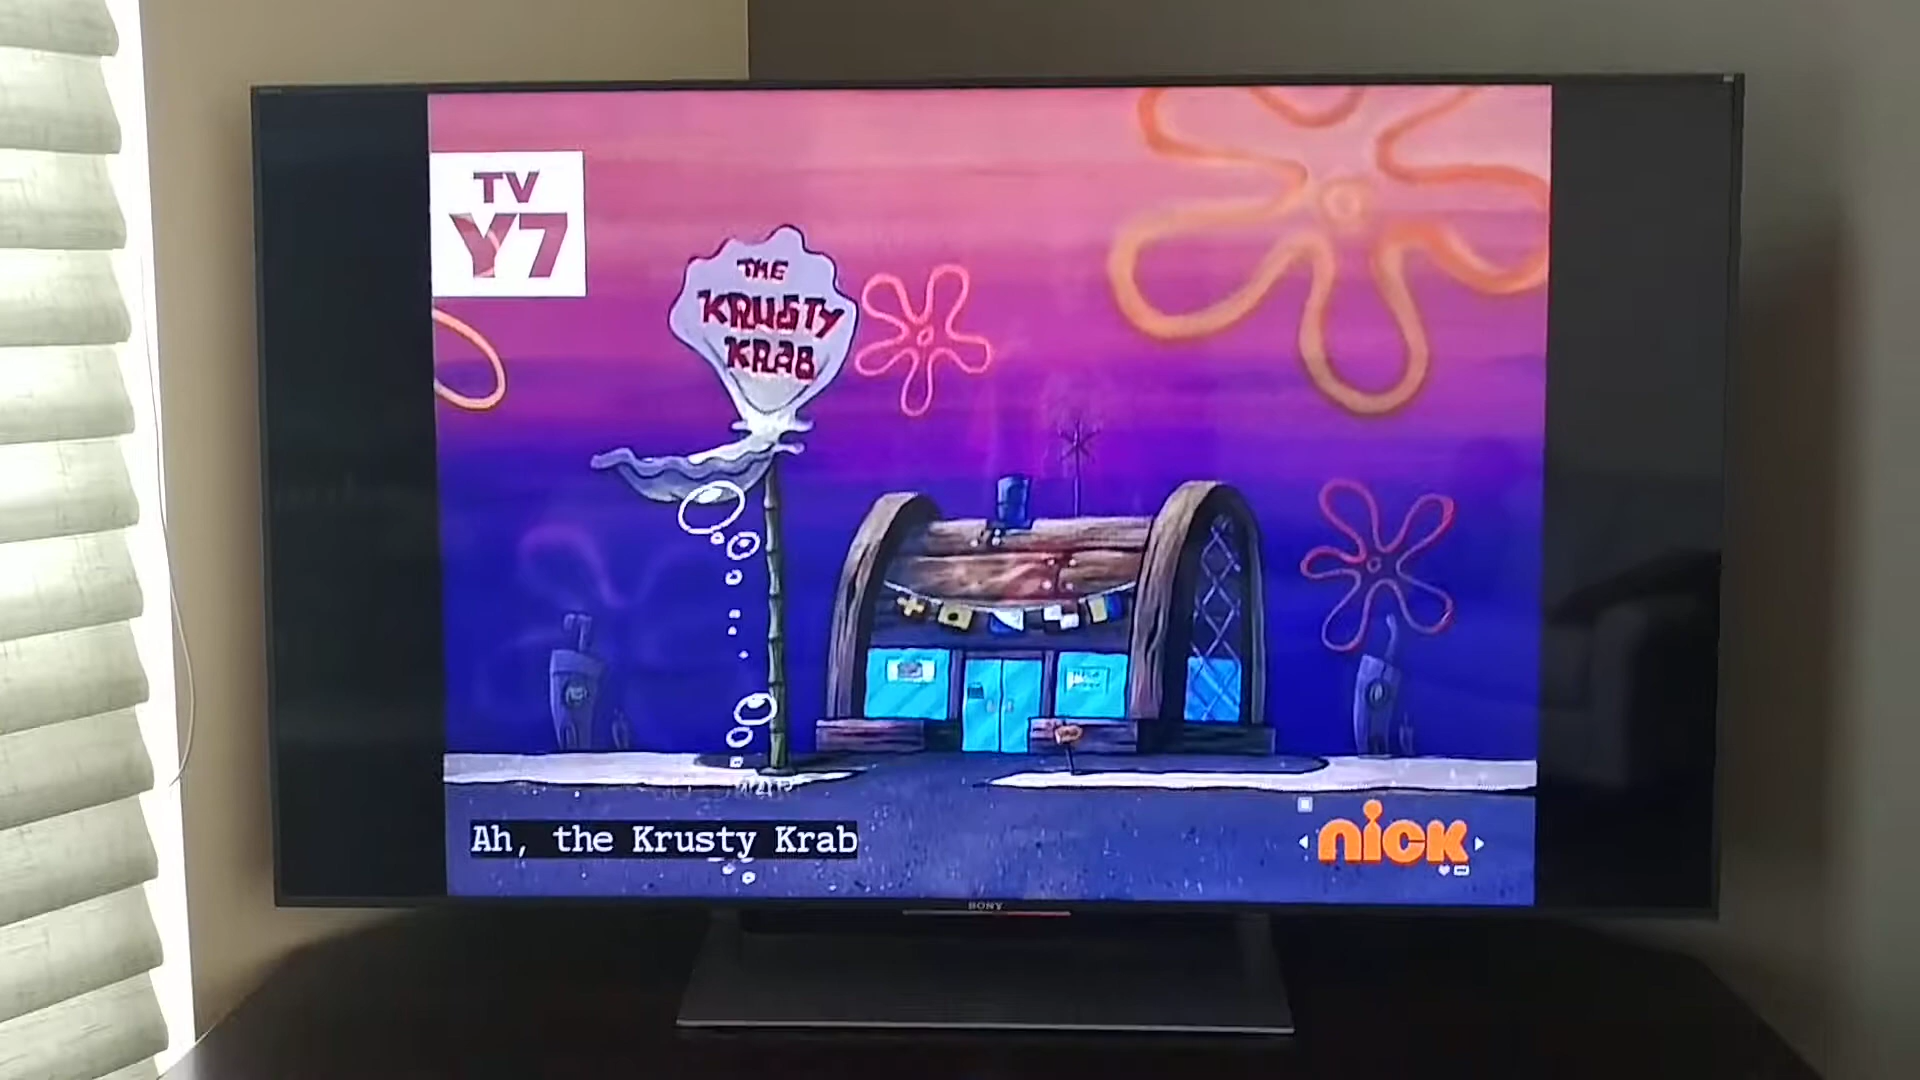 TV
Y7
THE
KRUSTY
KRAB
Ah, the Krusty Krab
nick
SONY